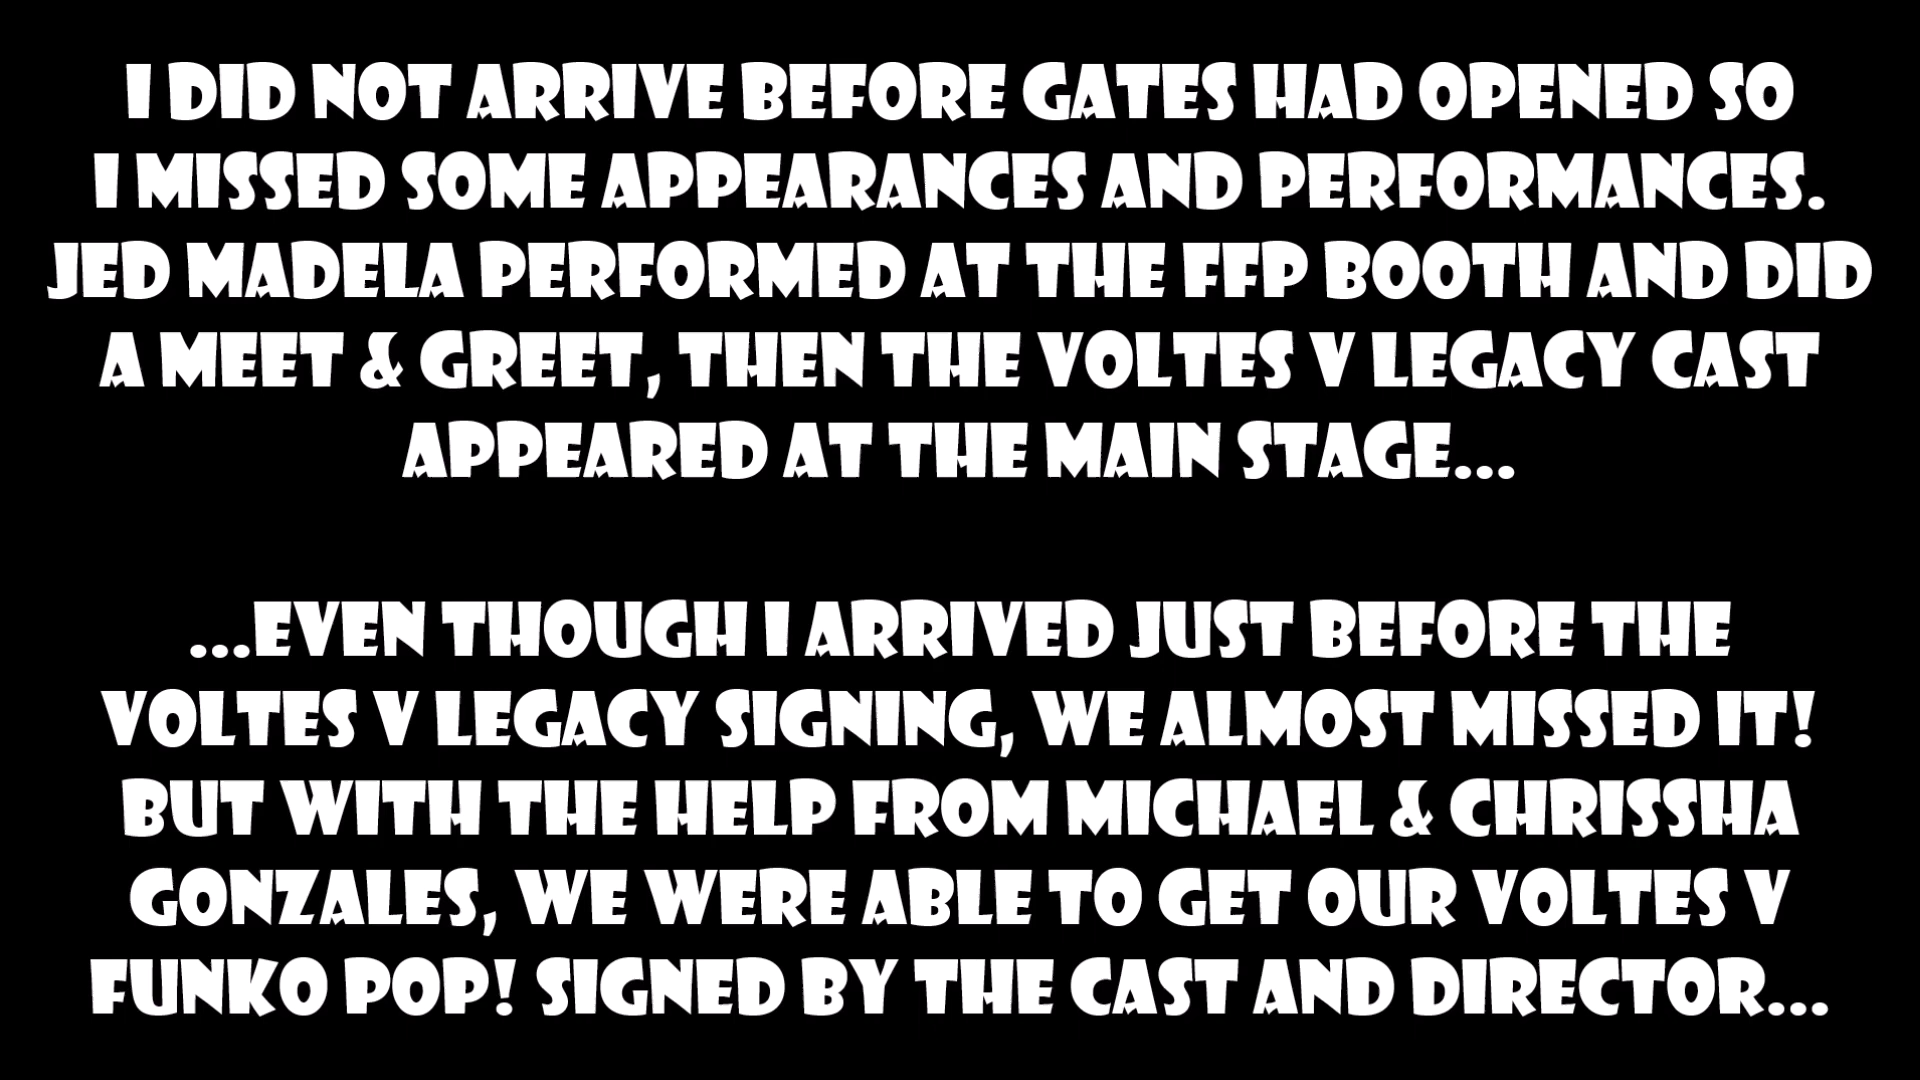 I DID NOT ARRIVE BEFORE GATES HAD OPENED SO
I MISSED SOME APPEARANCES AND PERFORMANCES.
JED MADELA PERFORMED AT THE FFP BOOTH AND DID
A MEET & GREET, THEN THE VOLTES V LEGACY CAST
APPEARED AT THE MAIN STAGE...
...EVEN THOUGH I ARRIVED JUST BEFORE THE
VOLTES V LEGACY SIGNING, WE ALMOST MISSED IT!
BUT WITH THE HELP FROM MICHAEL & CHRISSHA
GONZALES, WE WERE ABLE TO GET OUR VOLTES V
FUNKO POP! SIGNED BY THE CAST AND DIRECTOR...